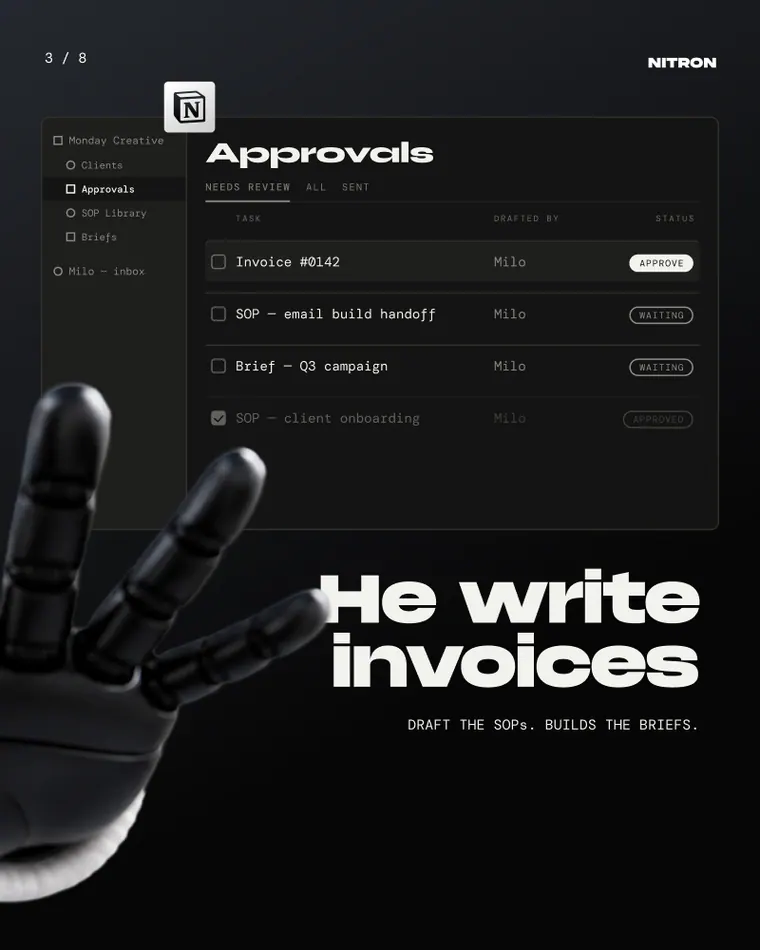 3 / 8
NITRON
N
Monday Creative
Clients
Approvals
SOP Library
Briefs
Milo — inbox
Approvals
NEEDS REVIEW ALL SENT
TASK DRAFTED BY STATUS
Invoice #0142 Milo APPROVE
SOP — email build handoff Milo WAITING
Brief — Q3 campaign Milo WAITING
SOP — client onboarding Milo APPROVED
He write
invoices
DRAFT THE SOPs. BUILDS THE BRIEFS.